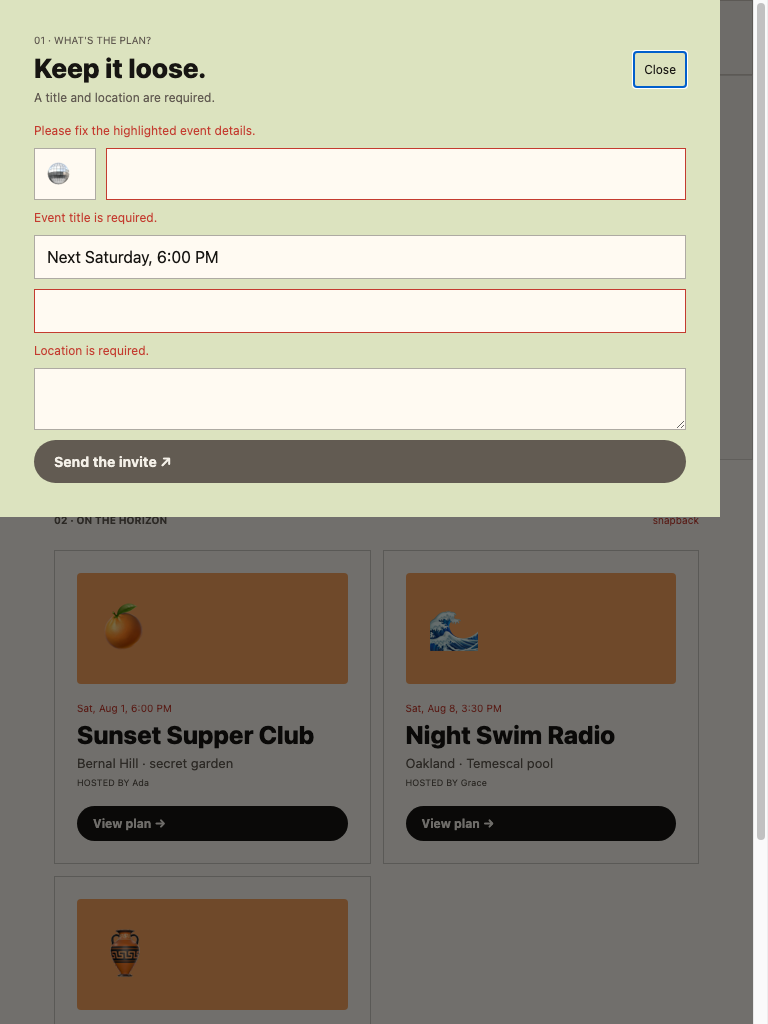 01 · WHAT'S THE PLAN?
Keep it loose.
Close
A title and location are required.
Please fix the highlighted event details.
Event title is required.
Next Saturday, 6:00 PM
Location is required.
Send the invite ↗
02 · ON THE HORIZON
snapback
Sat, Aug 1, 6:00 PM
Sunset Supper Club
Bernal Hill · secret garden
HOSTED BY Ada
View plan →
Sat, Aug 8, 3:30 PM
Night Swim Radio
Oakland · Temescal pool
HOSTED BY Grace
View plan →